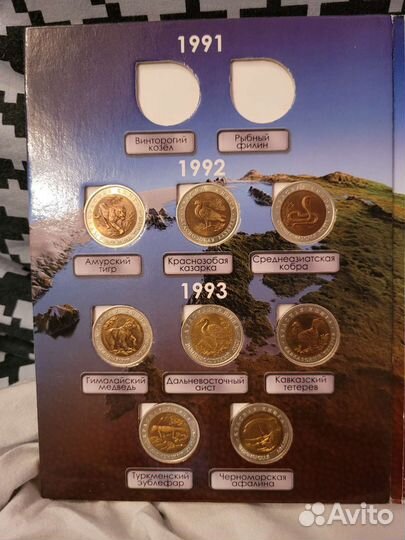 1991
Винторогий
козел
Рыбный
филин
1992
Амурский
тигр
Краснозобая
казарка
Среднеазиатская
кобра
1993
Гималайский
медведь
Дальневосточный
аист
Кавказский
тетерев
Туркменский
эублефар
Черноморская
афалина
Avito